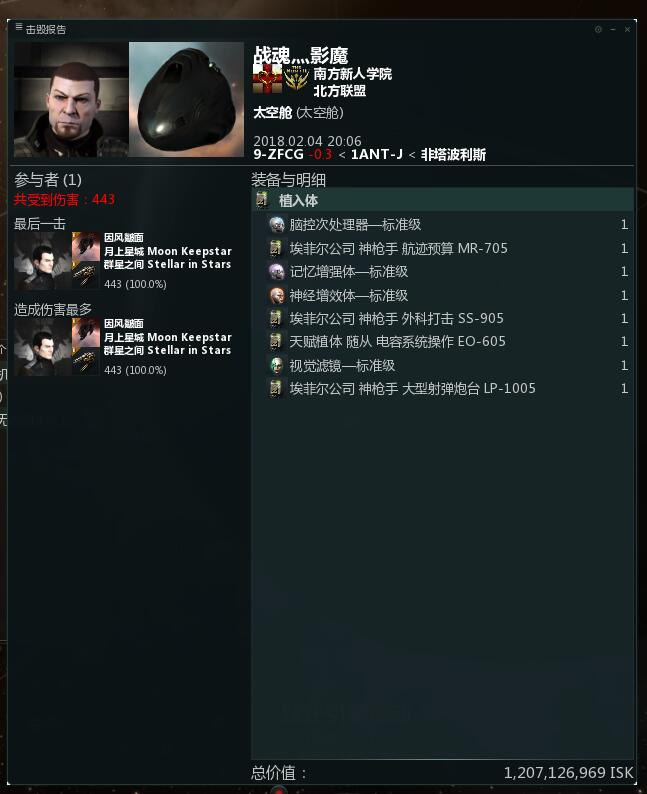 击毁报告
战魂灬影魔
南方新人学院
北方联盟
太空舱 (太空舱)
2018.02.04 20:06
9-ZFCG -0.3 < 1ANT-J < 非塔波利斯
参与者 (1)
共受到伤害：443
最后一击
因风皺面
月上星城 Moon Keepstar
群星之间 Stellar in Stars
443 (100.0%)
造成伤害最多
因风皺面
月上星城 Moon Keepstar
群星之间 Stellar in Stars
443 (100.0%)
装备与明细
植入体
脑控次处理器—标准级 1
埃菲尔公司 神枪手 航迹预算 MR-705 1
记忆增强体—标准级 1
神经增效体—标准级 1
埃菲尔公司 神枪手 外科打击 SS-905 1
天赋植体 随从 电容系统操作 EO-605 1
视觉滤镜—标准级 1
埃菲尔公司 神枪手 大型射弹炮台 LP-1005 1
总价值： 1,207,126,969 ISK